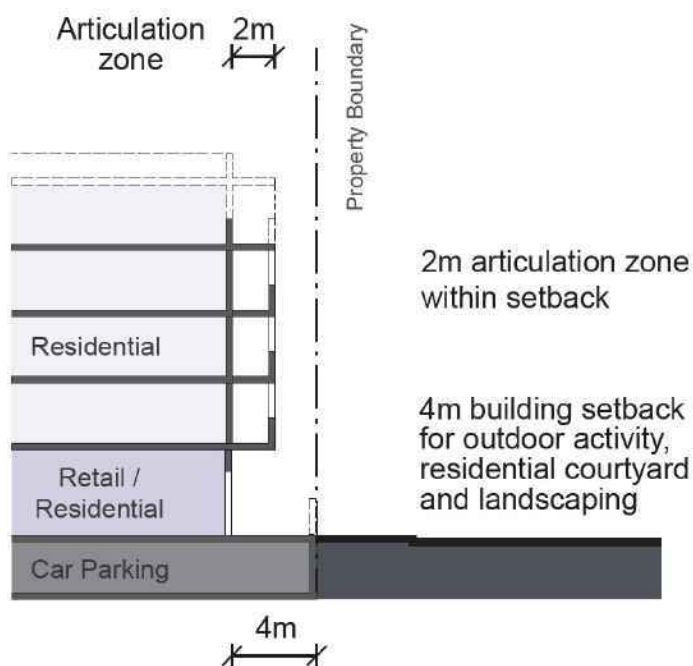 Articulation
zone
2m
Property Boundary
2m articulation zone
within setback
Residential
4m building setback
for outdoor activity,
residential courtyard
and landscaping
Retail /
Residential
Car Parking
4m